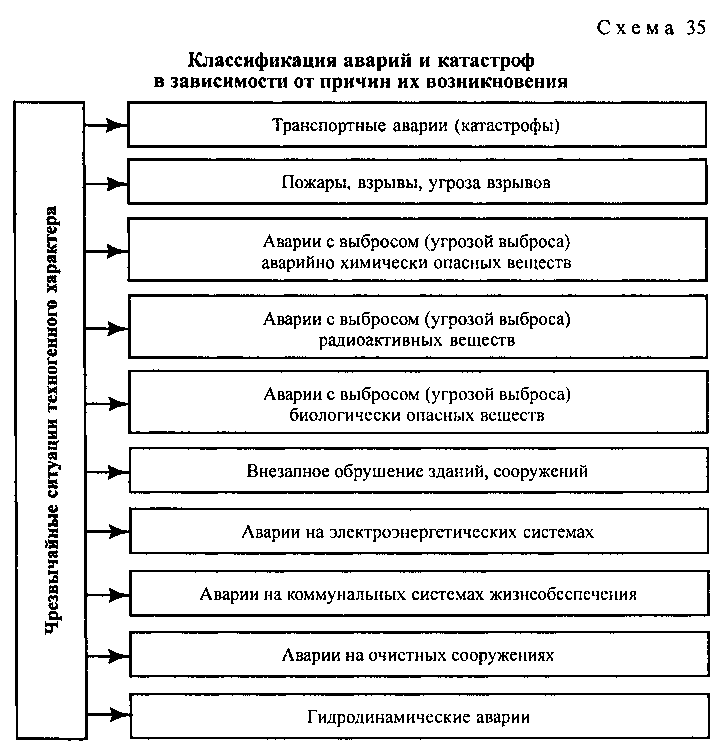 Схема 35
Классификация аварий и катастроф
в зависимости от причин их возникновения
Чрезвычайные ситуации техногенного характера
Транспортные аварии (катастрофы)
Пожары, взрывы, угроза взрывов
Аварии с выбросом (угрозой выброса)
аварийно химически опасных веществ
Аварии с выбросом (угрозой выброса)
радиоактивных веществ
Аварии с выбросом (угрозой выброса)
биологически опасных веществ
Внезапное обрушение зданий, сооружений
Аварии на электроэнергетических системах
Аварии на коммунальных системах жизнеобеспечения
Аварии на очистных сооружениях
Гидродинамические аварии